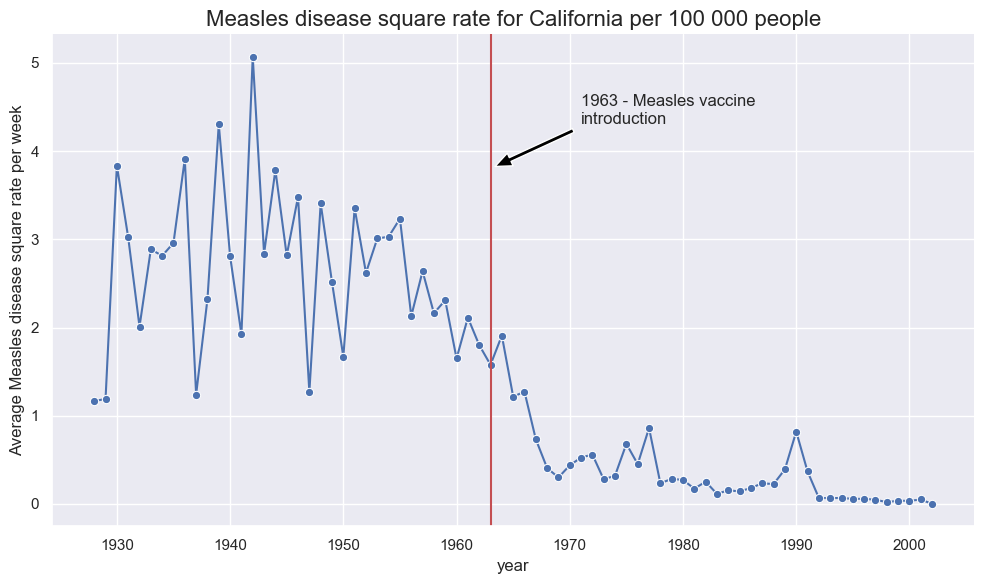 Measles disease square rate for California per 100 000 people
Average Measles disease square rate per week
5
4
3
2
1
0
1963 - Measles vaccine
introduction
1930
1940
1950
1960
1970
1980
1990
2000
year